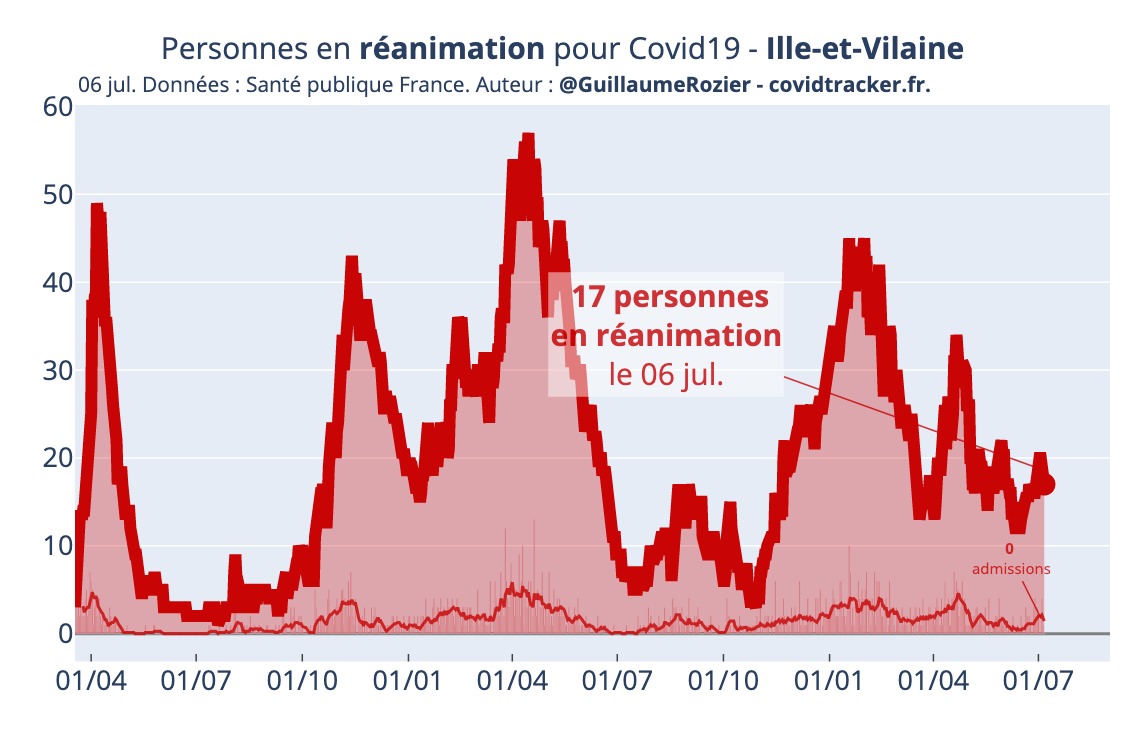 Personnes en réanimation pour Covid19 - Ille-et-Vilaine
06 jul. Données : Santé publique France. Auteur : @GuillaumeRozier - covidtracker.fr.
60
50
40
30
20
10
0
17 personnes
en réanimation
le 06 jul.
0
admissions
01/04 01/07 01/10 01/01 01/04 01/07 01/10 01/01 01/04 01/07